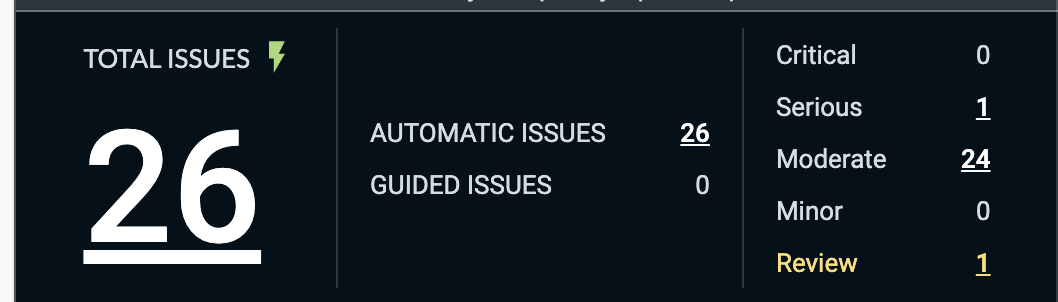 TOTAL ISSUES
26
AUTOMATIC ISSUES 26
GUIDED ISSUES 0
Critical 0
Serious 1
Moderate 24
Minor 0
Review 1